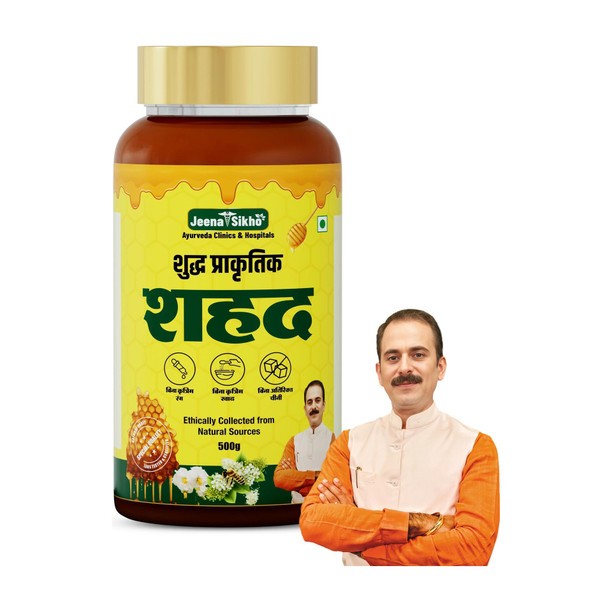 Jeena Sikho
Ayurveda Clinics & Hospitals
शुद्ध प्राकृतिक
शहद
बिना कृत्रिम
रंग
बिना कृत्रिम
स्वाद
बिना अतिरिक्त
चीनी
Ethically Collected from
Natural Sources
500g